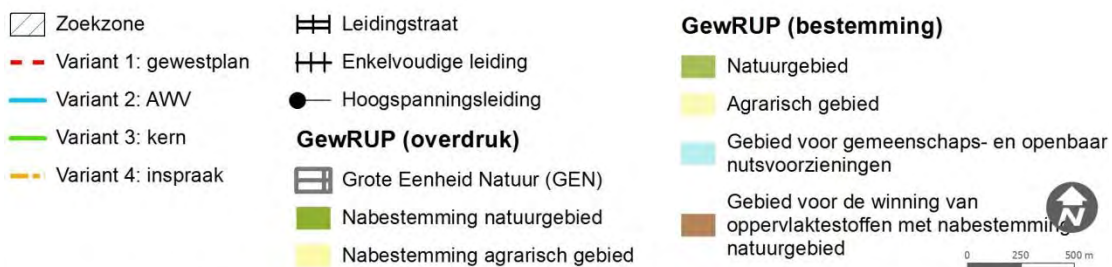 Zoekzone
Variant 1: gewestplan
Variant 2: AWV
Variant 3: kern
Variant 4: inspraak
Leidingstraat
Enkelvoudige leiding
Hoogspanningsleiding
GewRUP (overdruk)
Grote Eenheid Natuur (GEN)
Nabestemming natuurgebied
Nabestemming agrarisch gebied
GewRUP (bestemming)
Natuurgebied
Agrarisch gebied
Gebied voor gemeenschaps- en openbaar
nutsvoorzieningen
Gebied voor de winning van
oppervlaktestoffen met nabestemming
natuurgebied
N
0 250 500 m